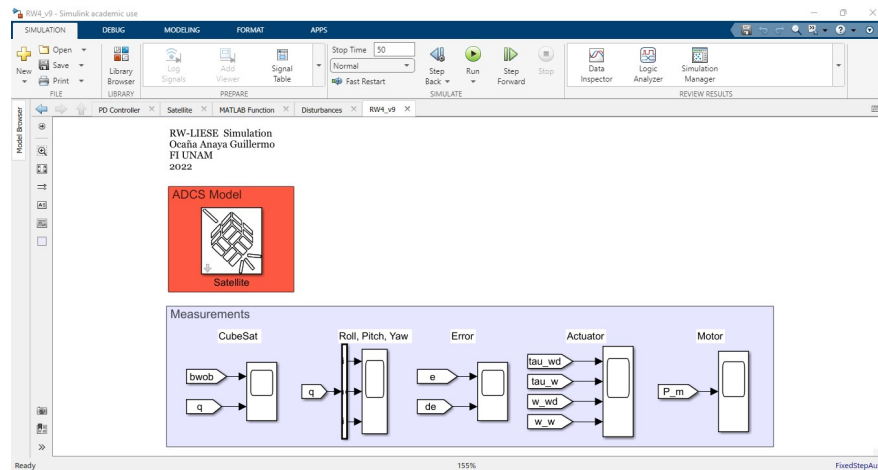 RW4_v9 - Simulink academic use
SIMULATION DEBUG MODELING FORMAT APPS
New
Open
Save
Print
FILE
Library Browser
LIBRARY
Log Signals
Add Viewer
Signal Table
PREPARE
Stop Time 50
Normal
Fast Restart
Step Back
Run
Step Forward
Stop
SIMULATE
Data Inspector
Logic Analyzer
Simulation Manager
REVIEW RESULTS
Model Browser
PD Controller Satellite MATLAB Function Disturbances RW4_v9
RW-LIESE Simulation
Ocaña Anaya Guillermo
FI UNAM
2022
ADCS Model
Satellite
Measurements
CubeSat Roll, Pitch, Yaw Error Actuator Motor
bwob
q
q
e
de
tau_wd
tau_w
w_wd
w_w
P_m
Ready 155% FixedStepAu